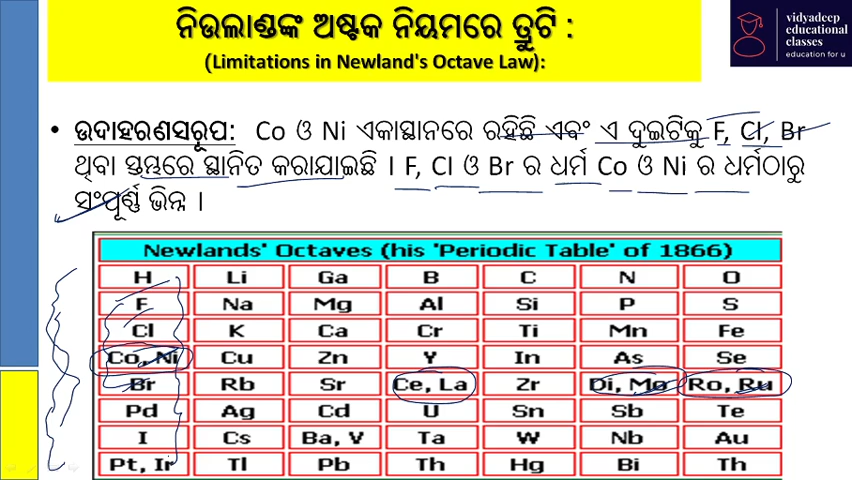 ନିଉଲାଣ୍ଡଙ୍କ ଅଷ୍ଟକ ନିୟମରେ ତ୍ରୁଟି :
(Limitations in Newland's Octave Law):
vidyadeep
educational
classes
education for u
• ଉଦାହରଣସରୂପ: Co ଓ Ni ଏକାସ୍ଥାନରେ ରହିଛି ଏବଂ ଏ ଦୁଇଟିକୁ F, Cl, Br
ଥିବା ସ୍ତମ୍ଭରେ ସ୍ଥାନିତ କରାଯାଇଛି । F, Cl ଓ Br ର ଧର୍ମ Co ଓ Ni ର ଧର୍ମଠାରୁ
ସଂପୂର୍ଣ୍ଣ ଭିନ୍ନ ।
Newlands' Octaves (his 'Periodic Table' of 1866)
H Li Ga B C N O
F Na Mg Al Si P S
Cl K Ca Cr Ti Mn Fe
Co, Ni Cu Zn Y In As Se
Br Rb Sr Ce, La Zr Di, Mo Ro, Ru
Pd Ag Cd U Sn Sb Te
I Cs Ba, V Ta W Nb Au
Pt, Ir Tl Pb Th Hg Bi Th